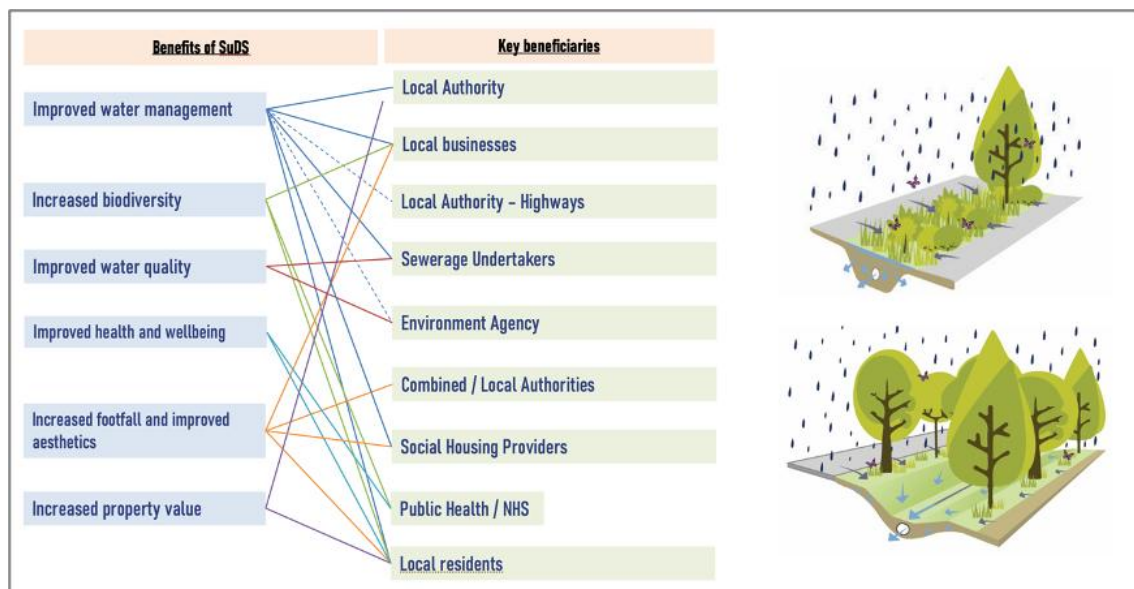 Benefits of SuDS
Key beneficiaries
Improved water management
Increased biodiversity
Improved water quality
Improved health and wellbeing
Increased footfall and improved
aesthetics
Increased property value
Local Authority
Local businesses
Local Authority – Highways
Sewerage Undertakers
Environment Agency
Combined / Local Authorities
Social Housing Providers
Public Health / NHS
Local residents